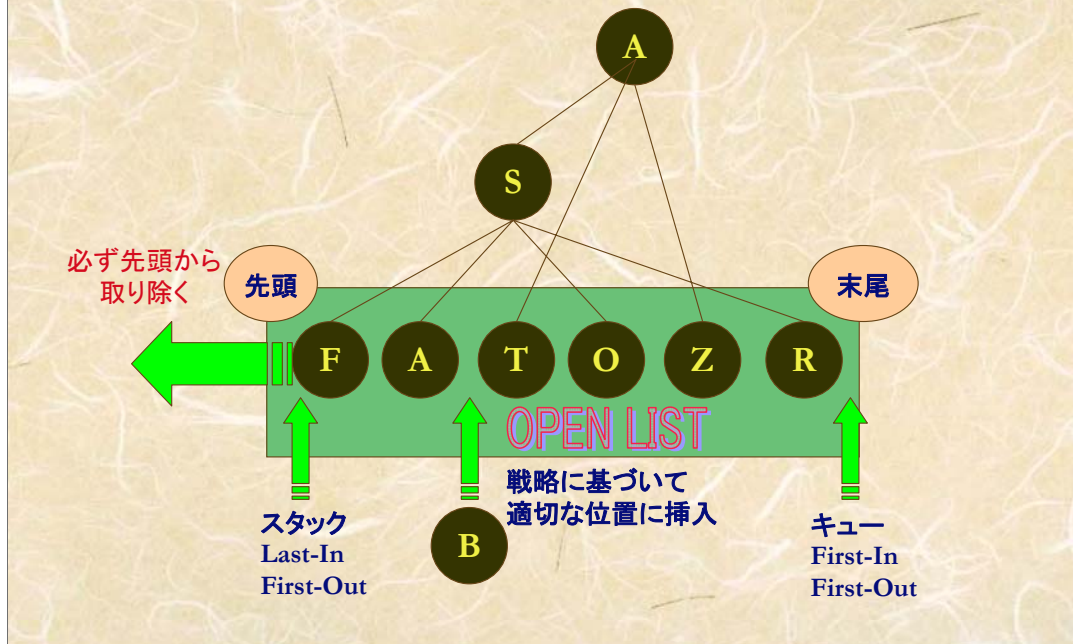 A
S
必ず先頭から
取り除く
先頭
末尾
F A T O Z R
OPEN LIST
戦略に基づいて
適切な位置に挿入
B
スタック
Last-In
First-Out
キュー
First-In
First-Out